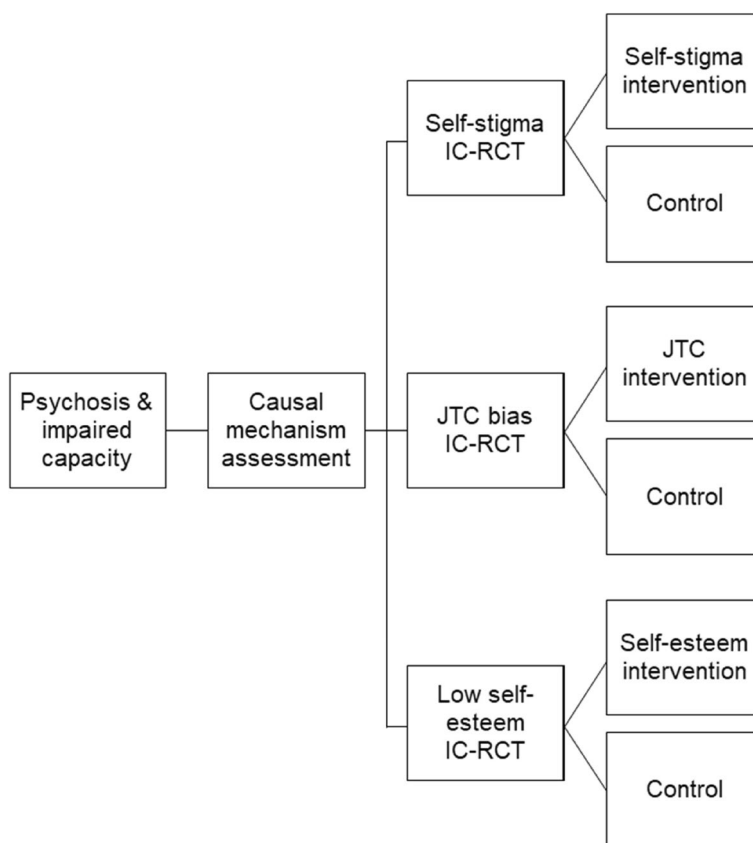 Psychosis &
impaired
capacity
Causal
mechanism
assessment
Self-stigma
IC-RCT
Self-stigma
intervention
Control
JTC bias
IC-RCT
JTC
intervention
Control
Low self-
esteem
IC-RCT
Self-esteem
intervention
Control